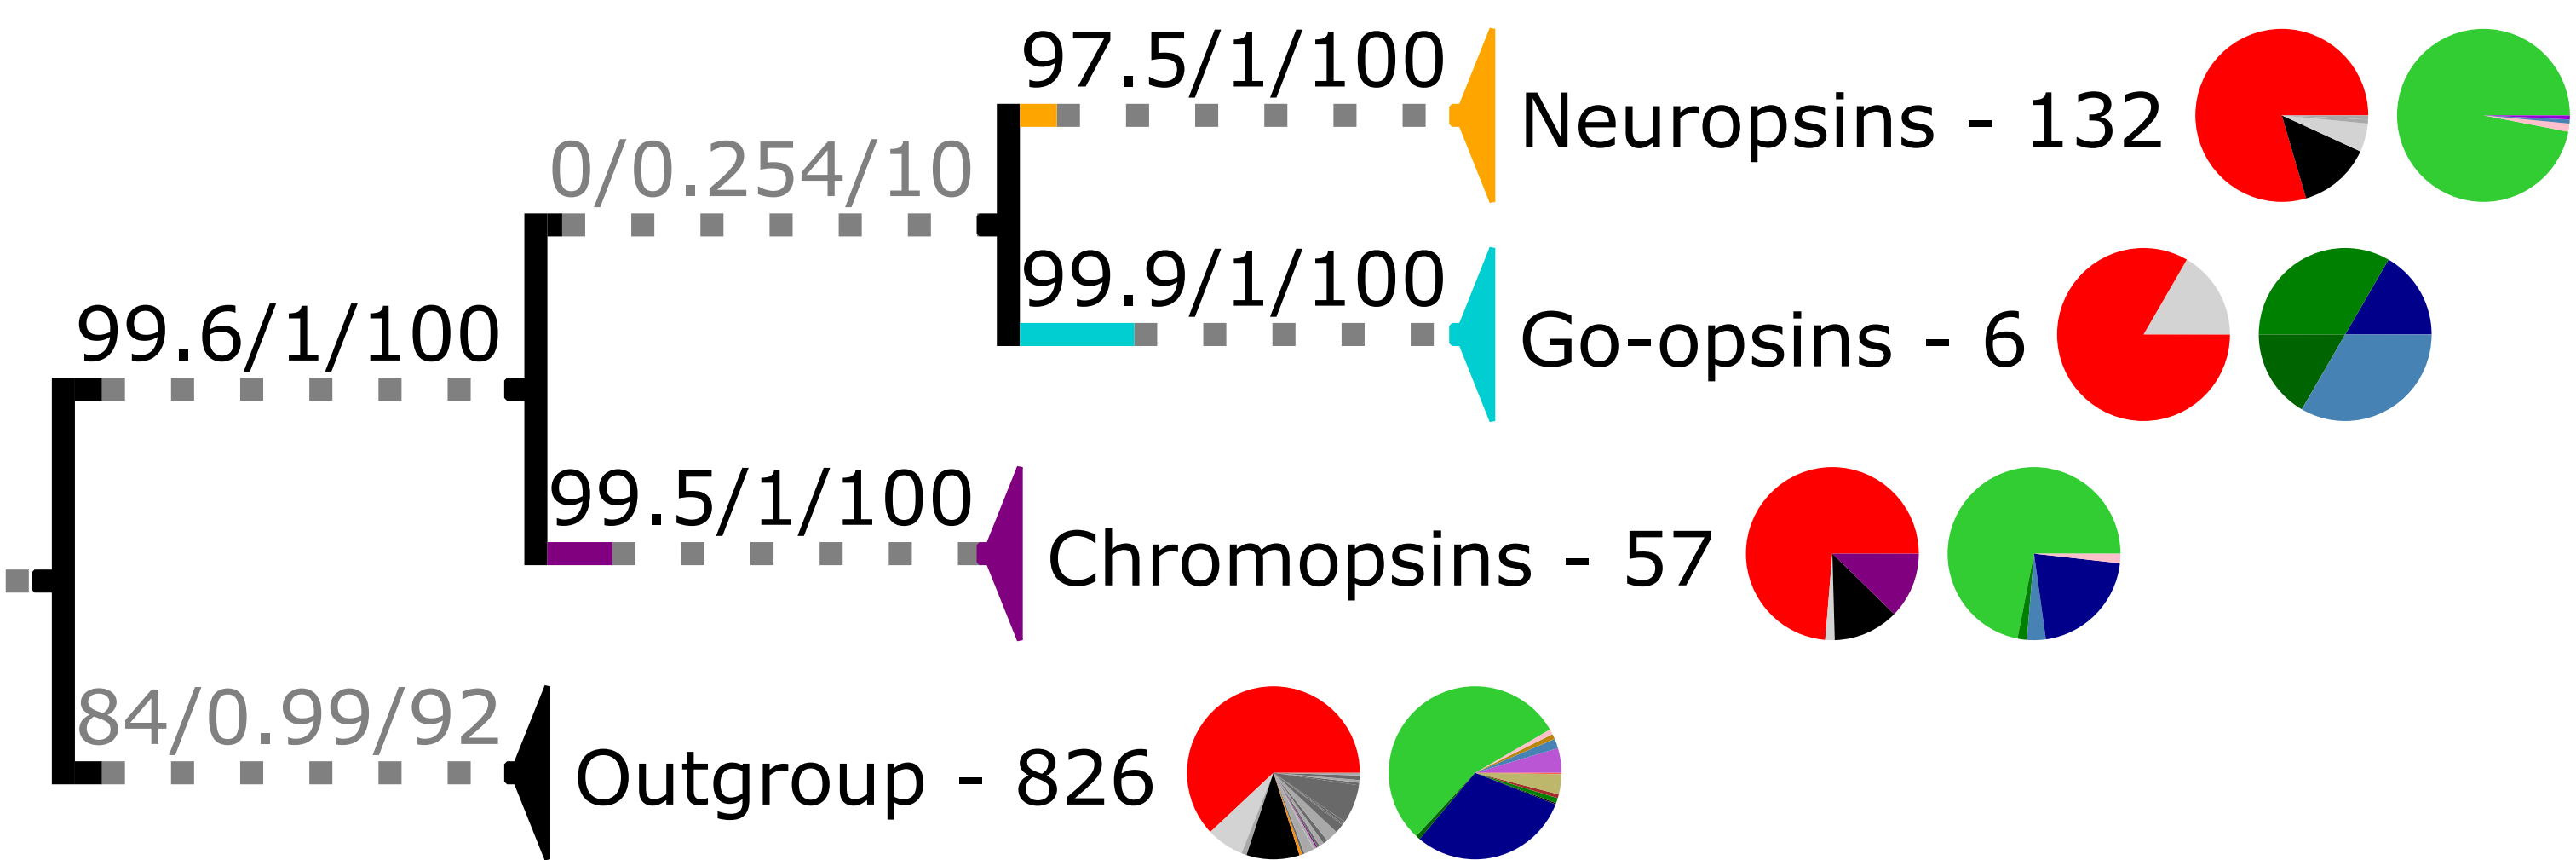 97.5/1/100
Neuropsins - 132
0/0.254/10
99.9/1/100
Go-opsins - 6
99.6/1/100
99.5/1/100
Chromopsins - 57
84/0.99/92
Outgroup - 826